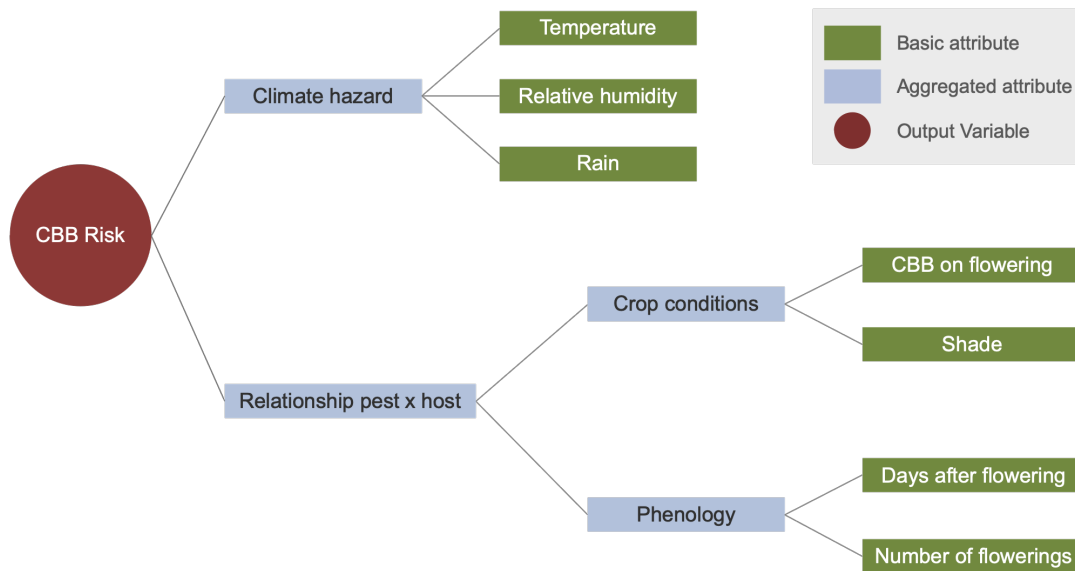 Temperature
Basic attribute
Climate hazard
Relative humidity
Aggregated attribute
Rain
Output Variable
CBB Risk
CBB on flowering
Crop conditions
Shade
Relationship pest x host
Days after flowering
Phenology
Number of flowerings